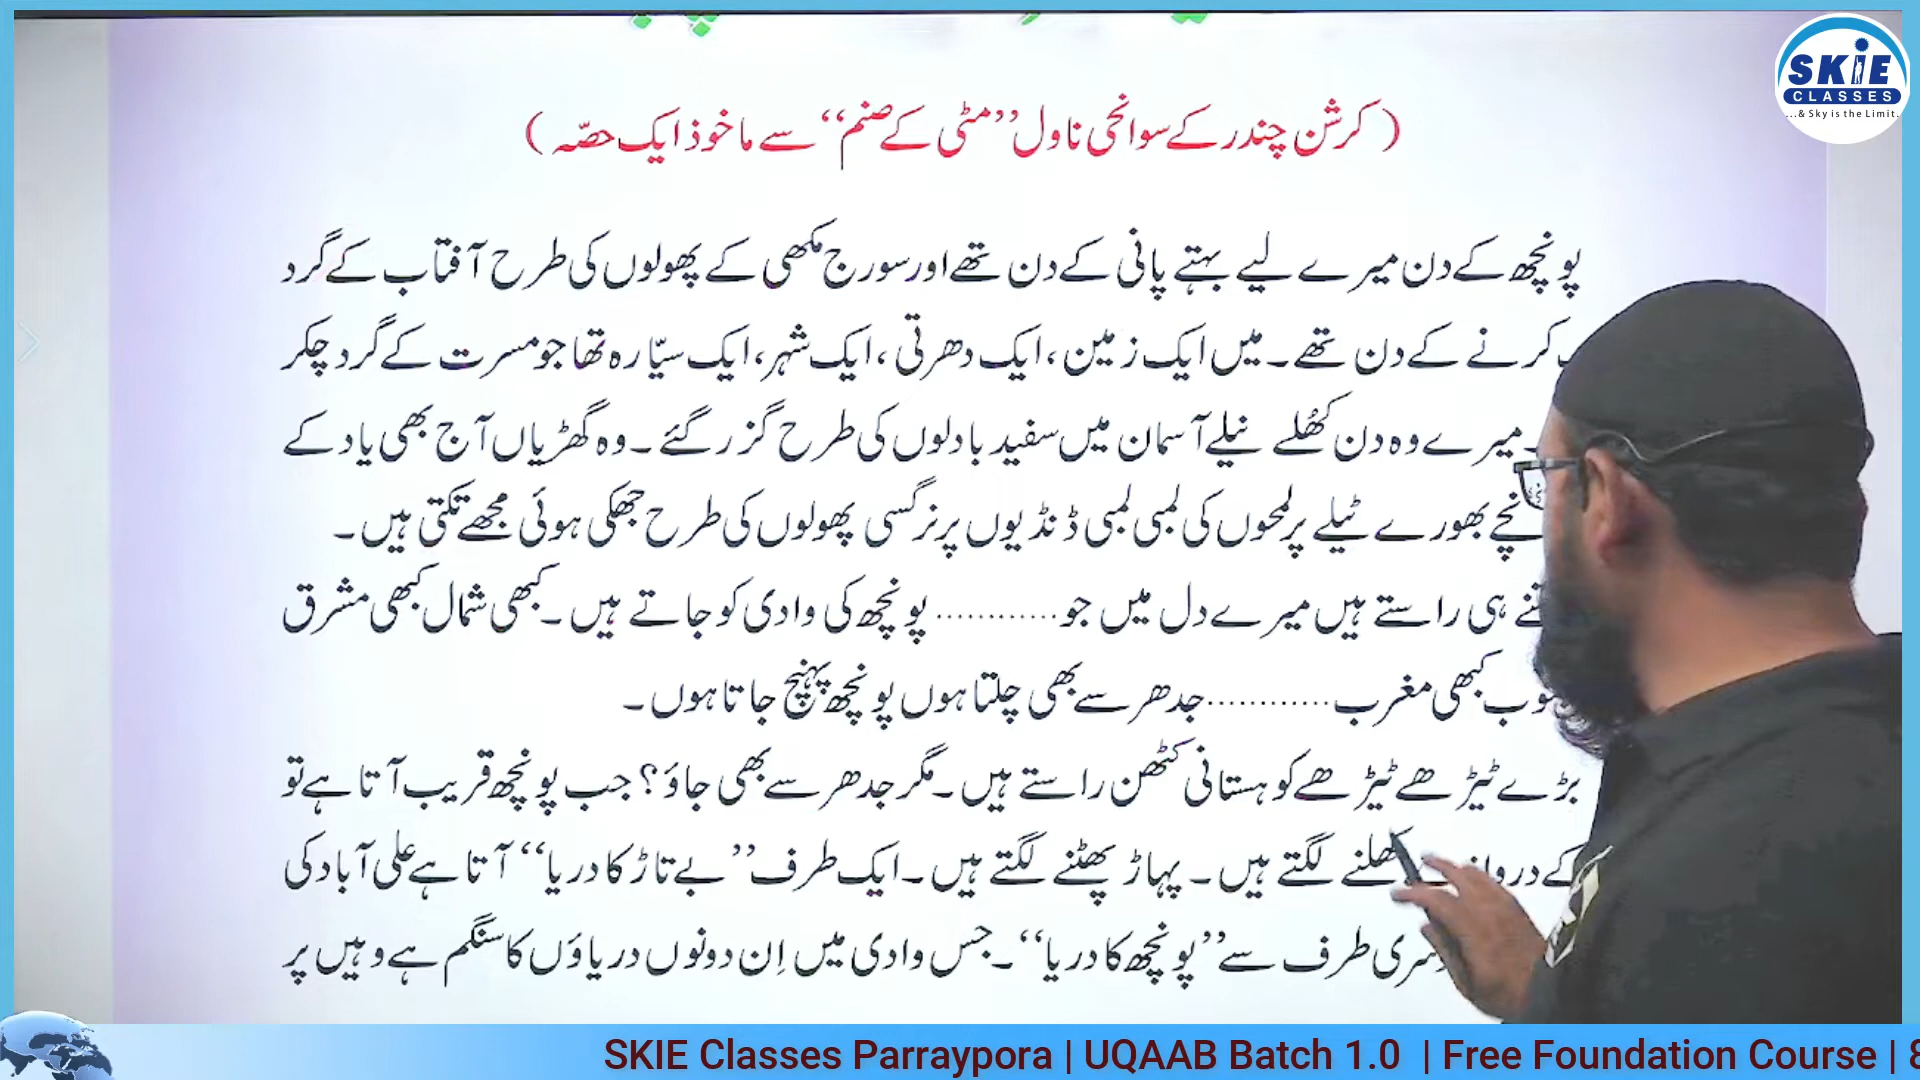 (کرشن چندر کے سوانحی ناول ’’مٹی کے صنم‘‘ سے ماخوذ ایک حصّہ)
پونچھ کے دن میرے لیے بہتے پانی کے دن تھے اور سورج مکھی کے پھولوں کی طرح آفتاب کے گرد
کرنے کے دن تھے۔ میں ایک زمین، ایک دھرتی، ایک شہر، ایک سیّارہ تھا جو مسرت کے گرد چکر
میرے وہ دن کھُلے نیلے آسمان میں سفید بادلوں کی طرح گزر گئے۔ وہ گھڑیاں آج بھی یاد کے
بھورے ٹیلے پر لمحوں کی لمبی لمبی ڈنڈیوں پر نرگسی پھولوں کی طرح جھکی ہوئی مجھے تکتی ہیں۔
ہی راستے ہیں میرے دل میں جو............ پونچھ کی وادی کو جاتے ہیں۔ کبھی شمال کبھی مشرق
کبھی مغرب............جدھر سے بھی چلتا ہوں پونچھ پہنچ جاتا ہوں۔
بڑے ٹیڑھے ٹیڑھے کوہستانی کٹھن راستے ہیں۔ مگر جدھر سے بھی جاؤ؟ جب پونچھ قریب آتا ہے تو
کے کھلنے لگتے ہیں۔ پہاڑ پھٹنے لگتے ہیں۔ ایک طرف ’’بے تاڑ کا دریا‘‘ آتا ہے علی آباد کی
طرف سے ’’پونچھ کا دریا‘‘۔ جس وادی میں اِن دونوں دریاؤں کا سنگم ہے وہیں پر
SKIE
CLASSES
...& Sky is the Limit.
SKIE Classes Parraypora | UQAAB Batch 1.0 | Free Foundation Course | 8